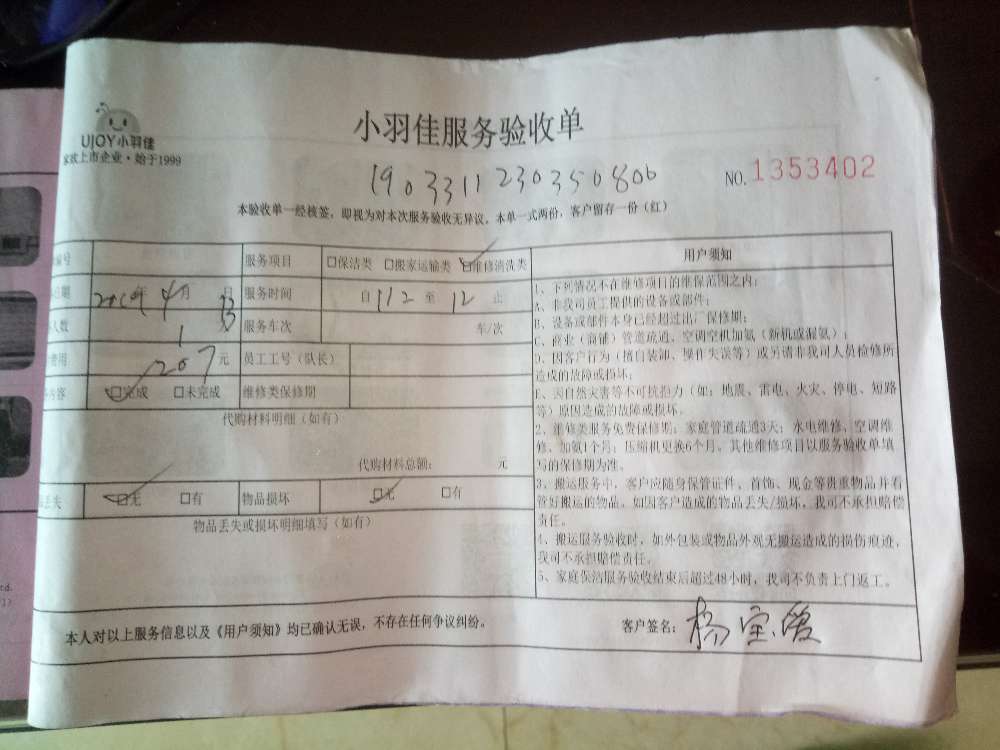 UJOY小羽佳
家政上市企业·始于1999
小羽佳服务验收单
NO.1353402
1903311230350800
本验收单一经核签，即视为对本次服务验收无异议。本单一式两份，客户留存一份（红）
编号 服务项目 □保洁类 □搬家运输类 □维修清洗类
日期 年4月 日 服务时间 自 112 至 12 止
人数 1 服务车次 车/次
费用 207 元 员工工号（队长）
内容 □完成 □未完成 维修类保修期
代购材料明细（如有）
代购材料总额： 元
丢失 □无 □有 物品损坏 □无 □有
物品丢失或损坏明细填写（如有）
用户须知
1、下列情况不在维修项目的维保范围之内：
A、非我司员工提供的设备或部件；
B、设备或部件本身已经超过出厂保修期；
C、商业（商铺）管道疏通，空调空机加氨（新机或漏氨）；
D、因客户行为（擅自装卸、操作失误等）或另请非我司人员检修所
造成的故障或损坏；
E、因自然灾害等不可抗拒力（如：地震、雷电、火灾、停电、短路
等）原因造成的故障或损坏。
2、维修类服务免费保修期：家庭管道疏通3天；水电维修、空调维
修、加氨1个月；压缩机更换6个月。其他维修项目以服务验收单填
写的保修期为准。
3、搬运服务中，客户应随身保管证件、首饰、现金等贵重物品并看
管好搬运的物品。如因客户造成的物品丢失/损坏，我司不承担赔偿
责任。
4、搬运服务验收时，如外包装或物品外观无搬运造成的损伤痕迹，
我司不承担赔偿责任。
5、家庭保洁服务验收结束后超过48小时，我司不负责上门返工。
本人对以上服务信息以及《用户须知》均已确认无误，不存在任何争议纠纷。
客户签名：杨宝爱